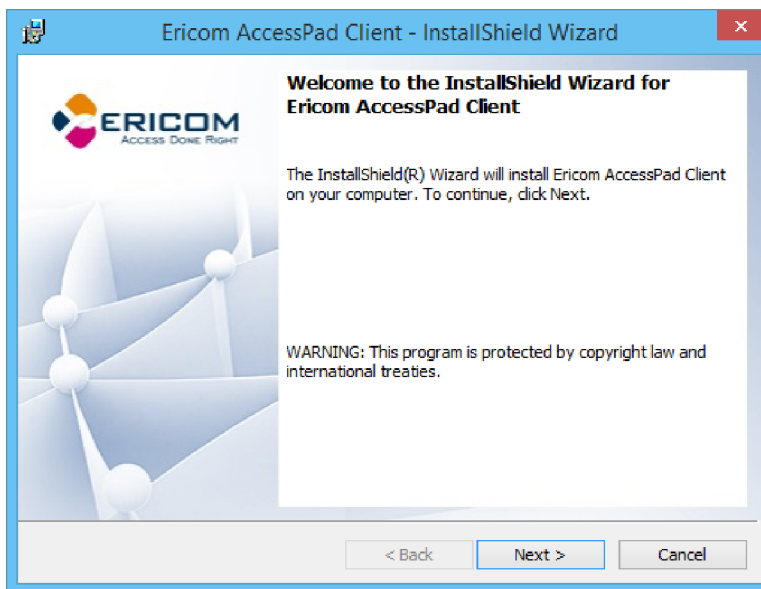 Ericom AccessPad Client - InstallShield Wizard
ERICOM
ACCESS DONE RIGHT
Welcome to the InstallShield Wizard for
Ericom AccessPad Client
The InstallShield(R) Wizard will install Ericom AccessPad Client
on your computer. To continue, click Next.
WARNING: This program is protected by copyright law and
international treaties.
< Back
Next >
Cancel